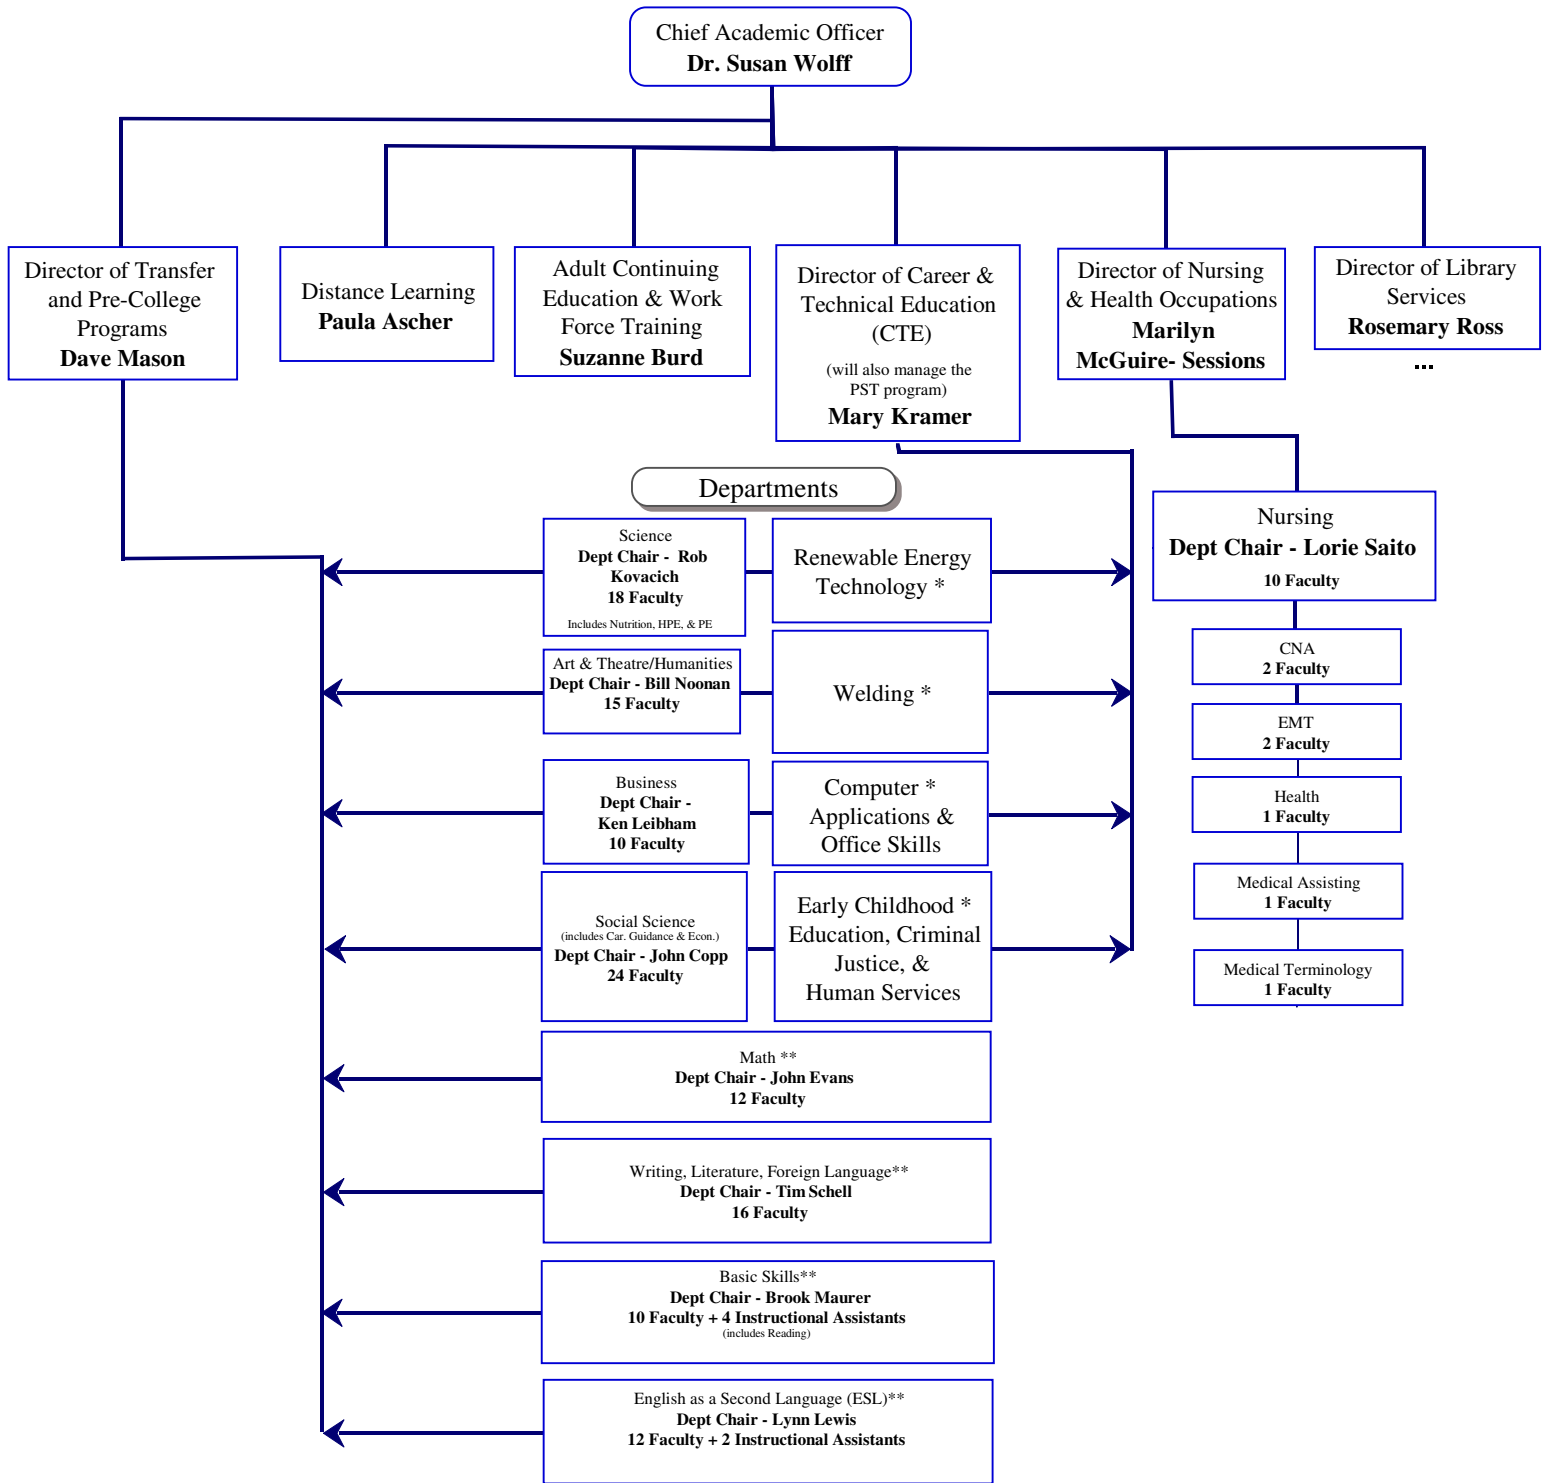 Chief Academic Officer
Dr. Susan Wolff
Director of Transfer
and Pre-College
Programs
Dave Mason
Distance Learning
Paula Ascher
Adult Continuing
Education & Work
Force Training
Suzanne Burd
Director of Career &
Technical Education
(CTE)
(will also manage the
PST program)
Mary Kramer
Director of Nursing
& Health Occupations
Marilyn
McGuire- Sessions
Director of Library
Services
Rosemary Ross
...
Departments
Science
Dept Chair - Rob
Kovacich
18 Faculty
Includes Nutrition, HPE, & PE
Renewable Energy
Technology *
Nursing
Dept Chair - Lorie Saito
10 Faculty
Art & Theatre/Humanities
Dept Chair - Bill Noonan
15 Faculty
Welding *
CNA
2 Faculty
EMT
2 Faculty
Business
Dept Chair -
Ken Leibham
10 Faculty
Computer *
Applications &
Office Skills
Health
1 Faculty
Social Science
(includes Car. Guidance & Econ.)
Dept Chair - John Copp
24 Faculty
Early Childhood *
Education, Criminal
Justice, &
Human Services
Medical Assisting
1 Faculty
Medical Terminology
1 Faculty
Math **
Dept Chair - John Evans
12 Faculty
Writing, Literature, Foreign Language**
Dept Chair - Tim Schell
16 Faculty
Basic Skills**
Dept Chair - Brook Maurer
10 Faculty + 4 Instructional Assistants
(includes Reading)
English as a Second Language (ESL)**
Dept Chair - Lynn Lewis
12 Faculty + 2 Instructional Assistants